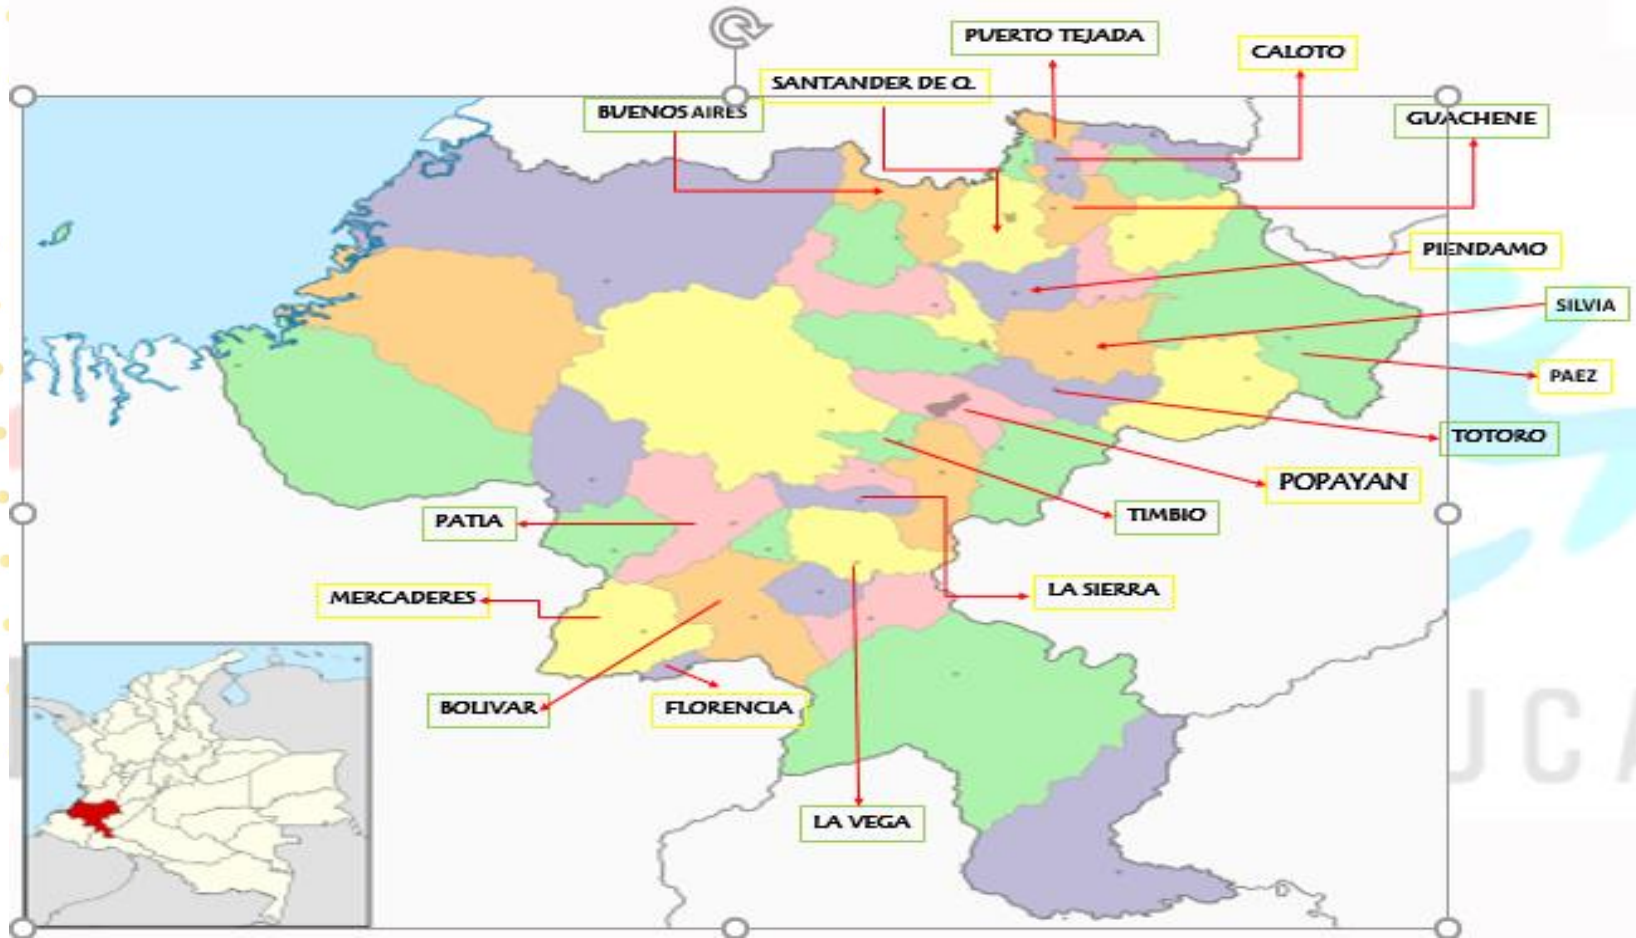 PUERTO TEJADA
CALOTO
SANTANDER DE Q.
BUENOS AIRES
GUACHENE
PIENDAMO
SILVIA
PAEZ
TOTORO
POPAYAN
TIMBIO
PATIA
LA SIERRA
MERCADERES
BOLIVAR
FLORENCIA
LA VEGA
UCA